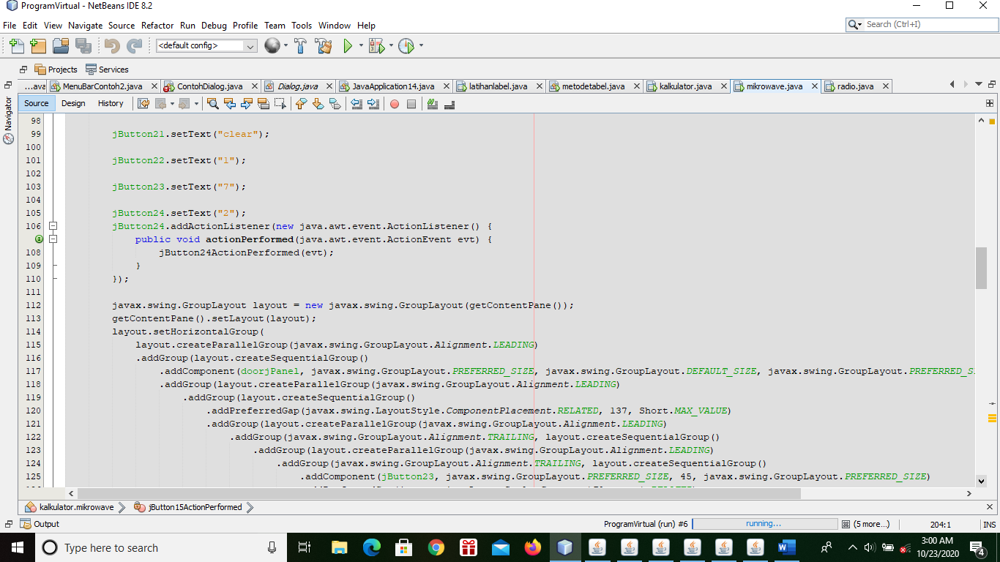 ProgramVirtual - NetBeans IDE 8.2
File Edit View Navigate Source Refactor Run Debug Profile Team Tools Window Help
Search (Ctrl+I)
<default config>
Projects Services
...ava MenuBarContoh2.java ContohDialog.java Dialog.java JavaApplication14.java latihanlabel.java metodetabel.java kalkulator.java mikrowave.java radio.java
Navigator
Source Design History
98
99 jButton21.setText("clear");
100
101 jButton22.setText("1");
102
103 jButton23.setText("7");
104
105 jButton24.setText("2");
106 jButton24.addActionListener(new java.awt.event.ActionListener() {
public void actionPerformed(java.awt.event.ActionEvent evt) {
108 jButton24ActionPerformed(evt);
109 }
110 });
111
112 javax.swing.GroupLayout layout = new javax.swing.GroupLayout(getContentPane());
113 getContentPane().setLayout(layout);
114 layout.setHorizontalGroup(
115 layout.createParallelGroup(javax.swing.GroupLayout.Alignment.LEADING)
116 .addGroup(layout.createSequentialGroup()
117 .addComponent(doorjPanel, javax.swing.GroupLayout.PREFERRED_SIZE, javax.swing.GroupLayout.DEFAULT_SIZE, javax.swing.GroupLayout.PREFERRED_S
118 .addGroup(layout.createParallelGroup(javax.swing.GroupLayout.Alignment.LEADING)
119 .addGroup(layout.createSequentialGroup()
120 .addPreferredGap(javax.swing.LayoutStyle.ComponentPlacement.RELATED, 137, Short.MAX_VALUE)
121 .addGroup(layout.createParallelGroup(javax.swing.GroupLayout.Alignment.LEADING)
122 .addGroup(javax.swing.GroupLayout.Alignment.TRAILING, layout.createSequentialGroup()
123 .addGroup(layout.createParallelGroup(javax.swing.GroupLayout.Alignment.LEADING)
124 .addGroup(javax.swing.GroupLayout.Alignment.TRAILING, layout.createSequentialGroup()
125 .addComponent(jButton23, javax.swing.GroupLayout.PREFERRED_SIZE, 45, javax.swing.GroupLayout.PREFERRED_SIZE)
kalkulator.mikrowave jButton15ActionPerformed
Output ProgramVirtual (run) #6 running... (5 more...) 204:1 INS
Type here to search
3:00 AM
10/23/2020
4